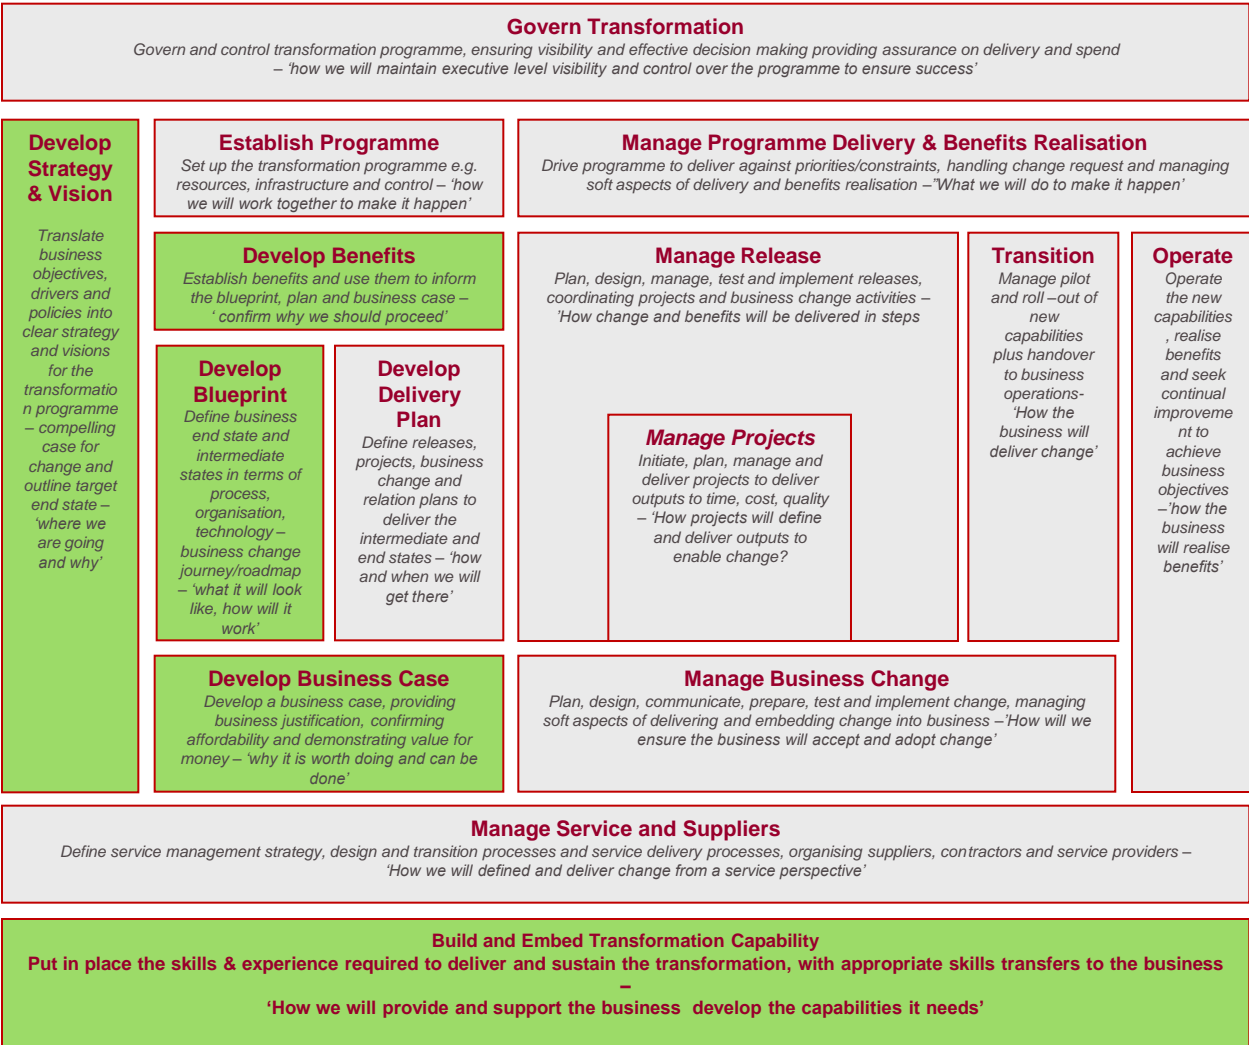 Govern Transformation
Govern and control transformation programme, ensuring visibility and effective decision making providing assurance on delivery and spend
– ‘how we will maintain executive level visibility and control over the programme to ensure success’
Develop
Strategy
& Vision
Translate
business
objectives,
drivers and
policies into
clear strategy
and visions
for the
transformatio
n programme
– compelling
case for
change and
outline target
end state –
‘where we
are going
and why’
Establish Programme
Set up the transformation programme e.g.
resources, infrastructure and control – ‘how
we will work together to make it happen’
Manage Programme Delivery & Benefits Realisation
Drive programme to deliver against priorities/constraints, handling change request and managing
soft aspects of delivery and benefits realisation –”What we will do to make it happen’
Develop Benefits
Establish benefits and use them to inform
the blueprint, plan and business case –
‘ confirm why we should proceed’
Develop
Blueprint
Define business
end state and
intermediate
states in terms of
process,
organisation,
technology –
business change
journey/roadmap
– ‘what it will look
like, how will it
work’
Develop
Delivery
Plan
Define releases,
projects, business
change and
relation plans to
deliver the
intermediate and
end states – ‘how
and when we will
get there’
Manage Release
Plan, design, manage, test and implement releases,
coordinating projects and business change activities –
’How change and benefits will be delivered in steps
Manage Projects
Initiate, plan, manage and
deliver projects to deliver
outputs to time, cost, quality
– ‘How projects will define
and deliver outputs to
enable change?
Transition
Manage pilot
and roll –out of
new
capabilities
plus handover
to business
operations-
‘How the
business will
deliver change’
Operate
Operate
the new
capabilities
, realise
benefits
and seek
continual
improveme
nt to
achieve
business
objectives
–’how the
business
will realise
benefits’
Develop Business Case
Develop a business case, providing
business justification, confirming
affordability and demonstrating value for
money – ‘why it is worth doing and can be
done’
Manage Business Change
Plan, design, communicate, prepare, test and implement change, managing
soft aspects of delivering and embedding change into business –’How will we
ensure the business will accept and adopt change’
Manage Service and Suppliers
Define service management strategy, design and transition processes and service delivery processes, organising suppliers, contractors and service providers –
‘How we will defined and deliver change from a service perspective’
Build and Embed Transformation Capability
Put in place the skills & experience required to deliver and sustain the transformation, with appropriate skills transfers to the business
–
‘How we will provide and support the business  develop the capabilities it needs’